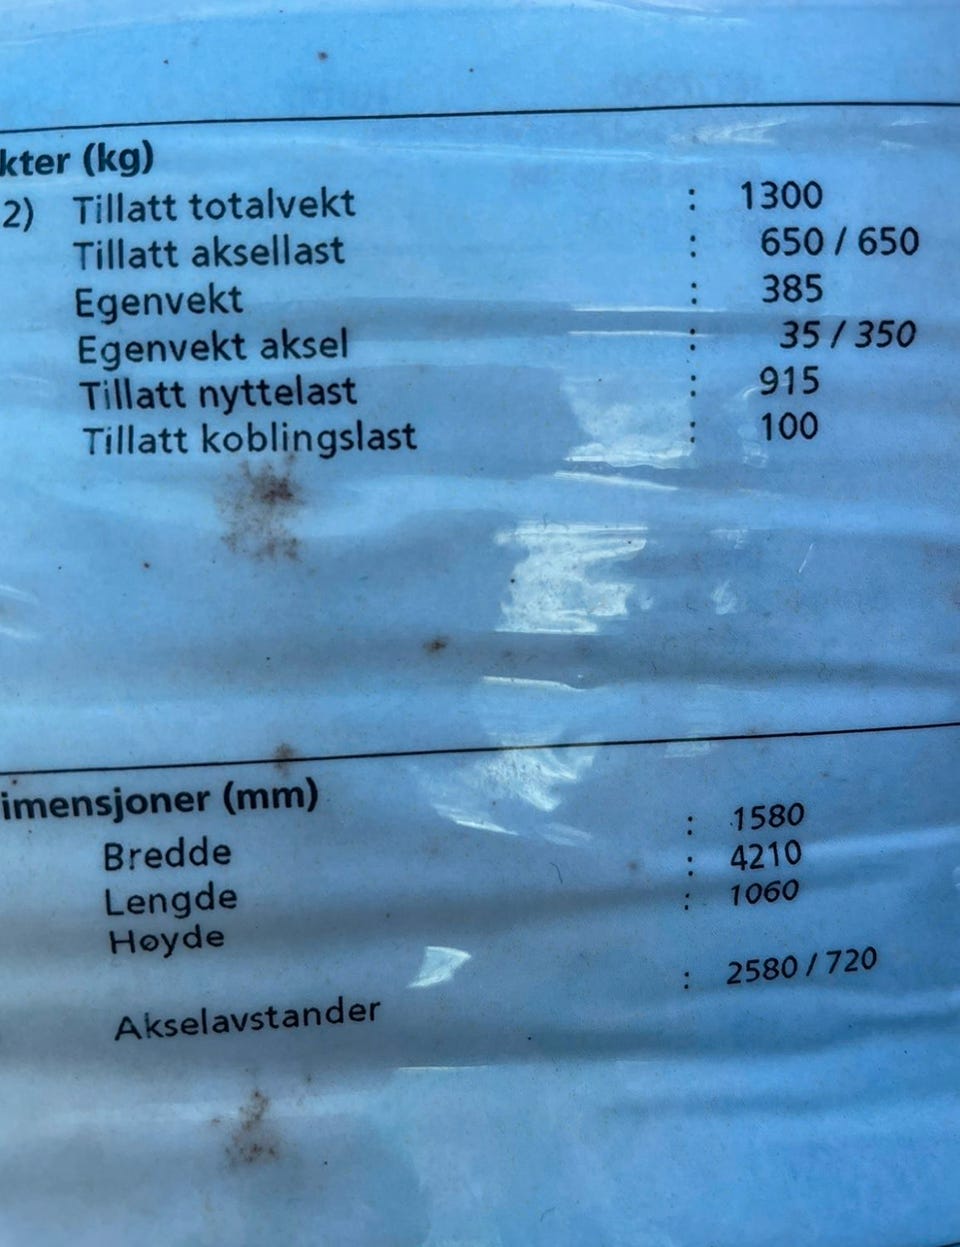 kter (kg)
2) Tillatt totalvekt : 1300
Tillatt aksellast : 650 / 650
Egenvekt : 385
Egenvekt aksel : 35 / 350
Tillatt nyttelast : 915
Tillatt koblingslast : 100
imensjoner (mm)
Bredde : 1580
Lengde : 4210
Høyde : 1060
Akselavstander : 2580 / 720